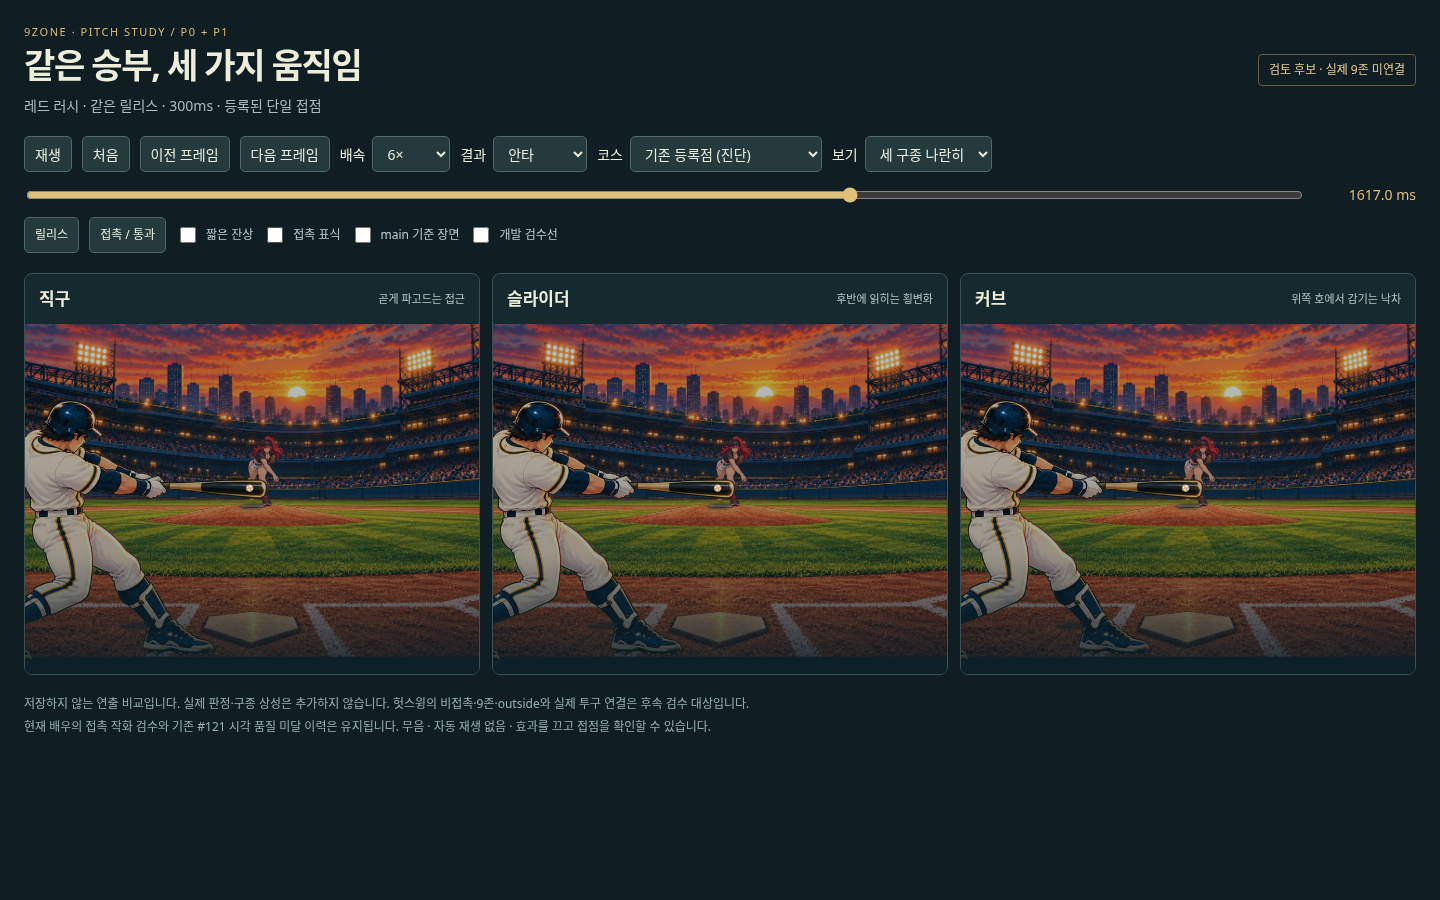 9ZONE · PITCH STUDY / P0 + P1
같은 승부, 세 가지 움직임
검토 후보 · 실제 9존 미연결
레드 러시 · 같은 릴리스 · 300ms · 등록된 단일 접점
재생 처음 이전 프레임 다음 프레임 배속 6× 결과 안타 코스 기존 등록점 (진단) 보기 세 구종 나란히
1617.0 ms
릴리스 접촉 / 통과 짧은 잔상 접촉 표식 main 기준 장면 개발 검수선
직구 곧게 파고드는 접근
슬라이더 후반에 읽히는 횡변화
커브 위쪽 호에서 감기는 낙차
저장하지 않는 연출 비교입니다. 실제 판정·구종 상성은 추가하지 않습니다. 헛스윙의 비접촉·9존·outside와 실제 투구 연결은 후속 검수 대상입니다.
현재 배우의 접촉 작화 검수와 기존 #121 시각 품질 미달 이력은 유지됩니다. 무음 · 자동 재생 없음 · 효과를 끄고 접점을 확인할 수 있습니다.